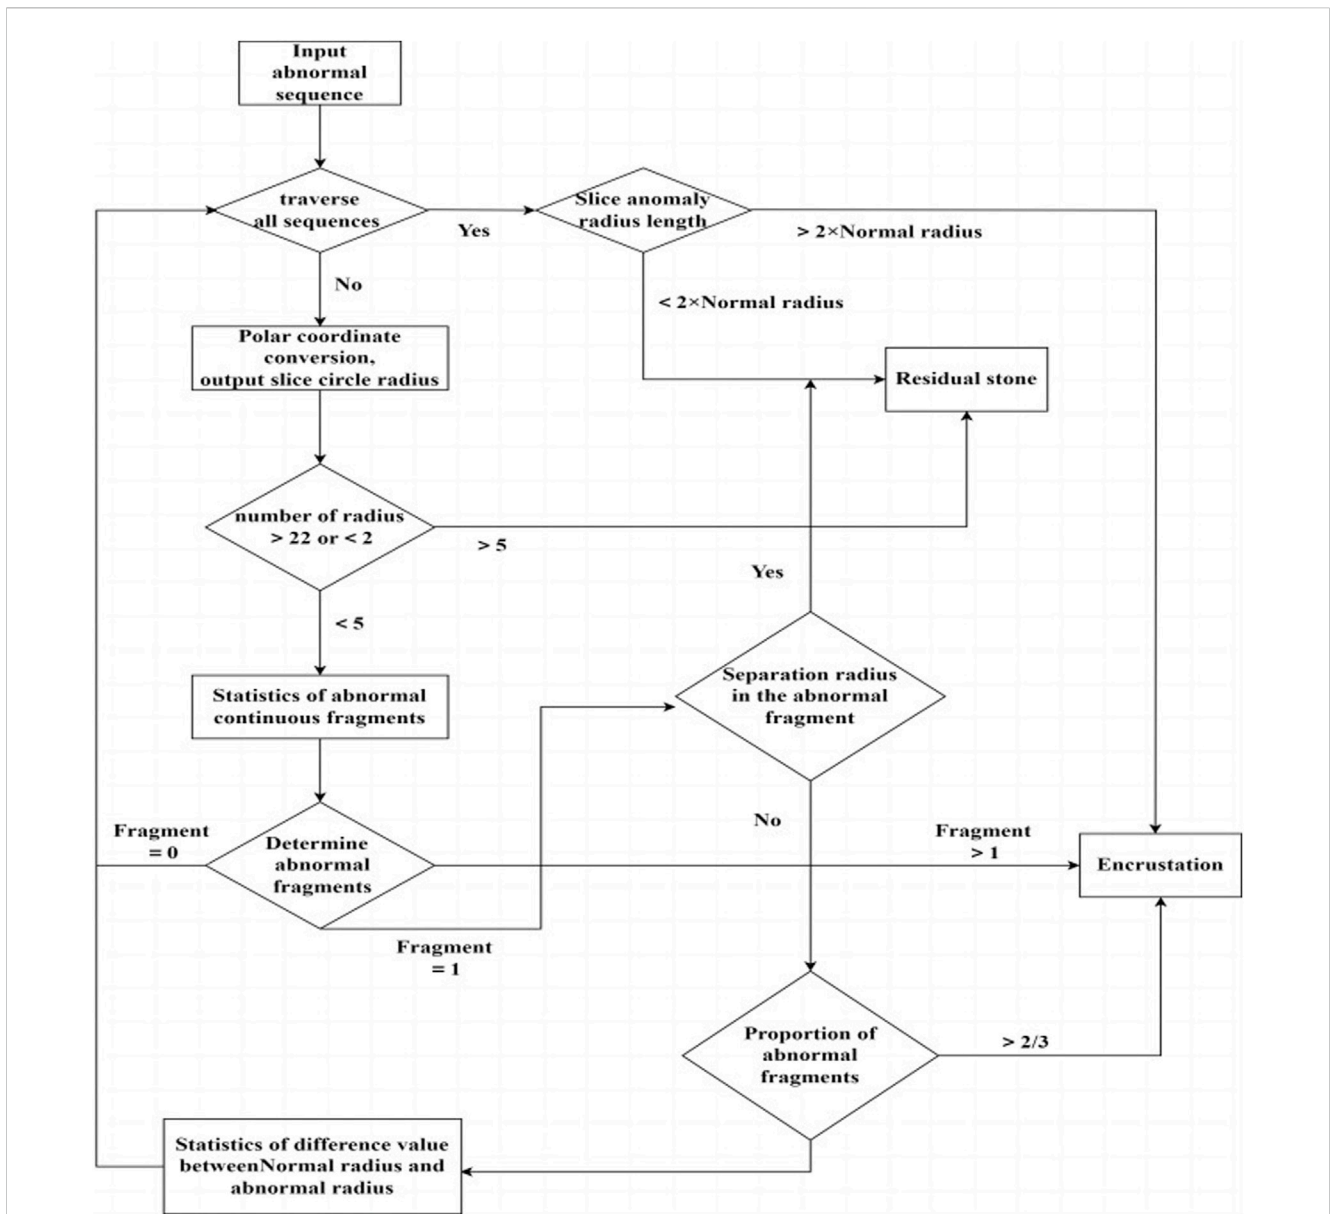 Input
abnormal
sequence
traverse
all sequences
Yes
Slice anomaly
radius length
> 2×Normal radius
No
< 2×Normal radius
Polar coordinate
conversion,
output slice circle radius
Residual stone
number of radius
> 22 or < 2
> 5
Yes
< 5
Statistics of abnormal
continuous fragments
Separation radius
in the abnormal
fragment
No
Fragment
= 0
Determine
abnormal
fragments
Fragment
> 1
Encrustation
Fragment
= 1
Proportion of
abnormal
fragments
> 2/3
Statistics of difference value
betweenNormal radius and
abnormal radius